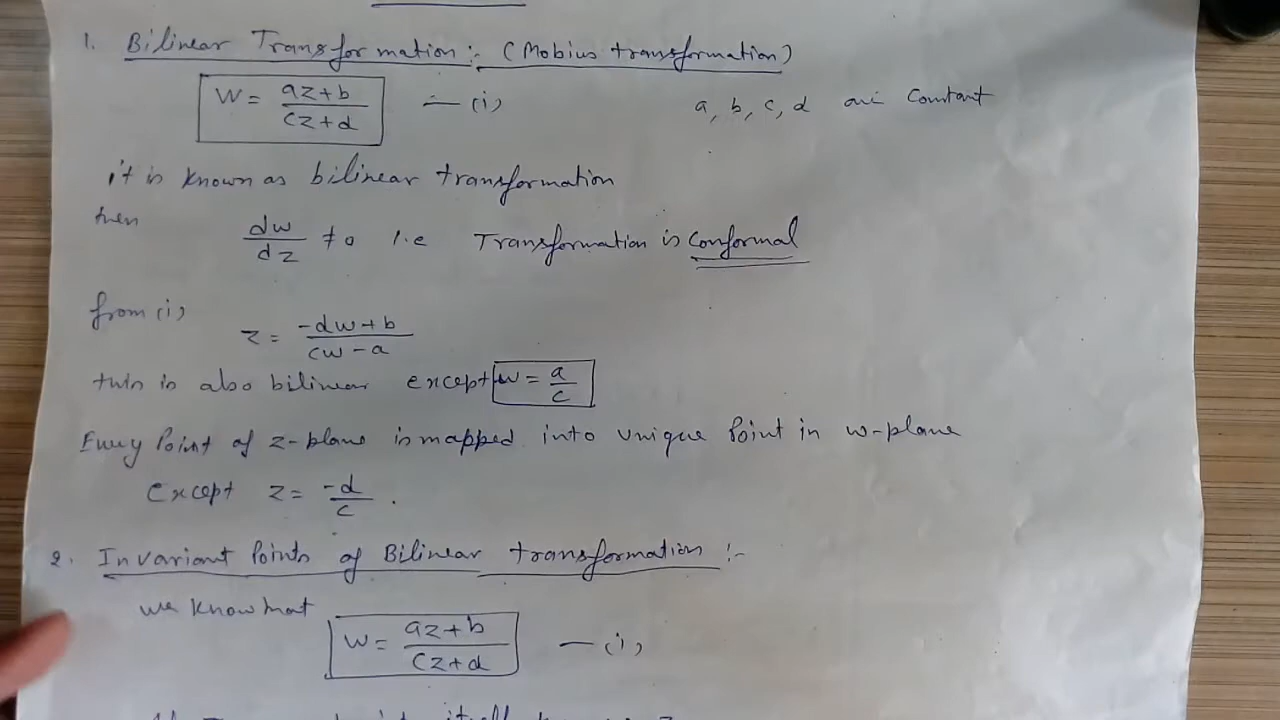 1. Bilinear Transformation :- (Mobius transformation)
w = az+b / cz+d — (i) a, b, c, d are constant
it is known as bilinear transformation
then dw/dz ≠ 0 i.e Transformation is conformal
from (i)
z = -dw+b / cw-a
this is also bilinear except w = a/c
Every Point of z-plane is mapped into unique Point in w-plane
Except z = -d/c .
2. Invariant Points of Bilinear transformation :-
we know that
w = az+b / cz+d — (i)